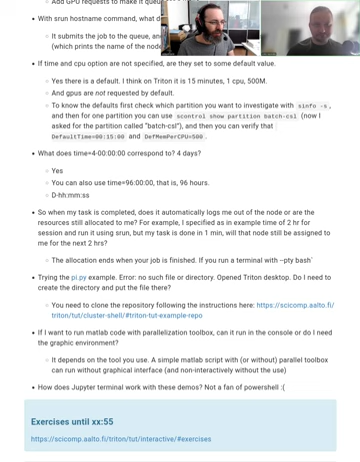 Add GPU requests to make it queu
With srun hostname command, what d
It submits the job to the queue, an
(which prints the name of the node
If time and cpu option are not specified, are they set to some default value.
Yes there is a default. I think on Triton it is 15 minutes, 1 cpu, 500M.
And gpus are not requested by default.
To know the defaults first check which partition you want to investigate with sinfo -s,
and then for one partition you can use scontrol show partition batch-csl (now I
asked for the partition called "batch-csl"), and then you can verify that
DefaultTime=00:15:00 and DefMemPerCPU=500.
What does time=4-00:00:00 correspond to? 4 days?
Yes
You can also use time=96:00:00, that is, 96 hours.
D-hh:mm:ss
So when my task is completed, does it automatically logs me out of the node or are the
resources still allocated to me? For example, I specified as in example time of 2 hr for
session and run it using srun, but my task is done in 1 min, will that node still be assigned to
me for the next 2 hrs?
The allocation ends when your job is finished. If you run a terminal with --pty bash`
Trying the pi.py example. Error: no such file or directory. Opened Triton desktop. Do I need to
create the directory and put the file there?
You need to clone the repository following the instructions here: https://scicomp.aalto.fi/
triton/tut/cluster-shell/#triton-tut-example-repo
If I want to run matlab code with parallelization toolbox, can it run in the console or do I need
the graphic environment?
It depends on the tool you use. A simple matlab script with (or without) parallel toolbox
can run without graphical interface (and non-interactively without the use)
How does Jupyter terminal work with these demos? Not a fan of powershell :(
Exercises until xx:55
https://scicomp.aalto.fi/triton/tut/interactive/#exercises